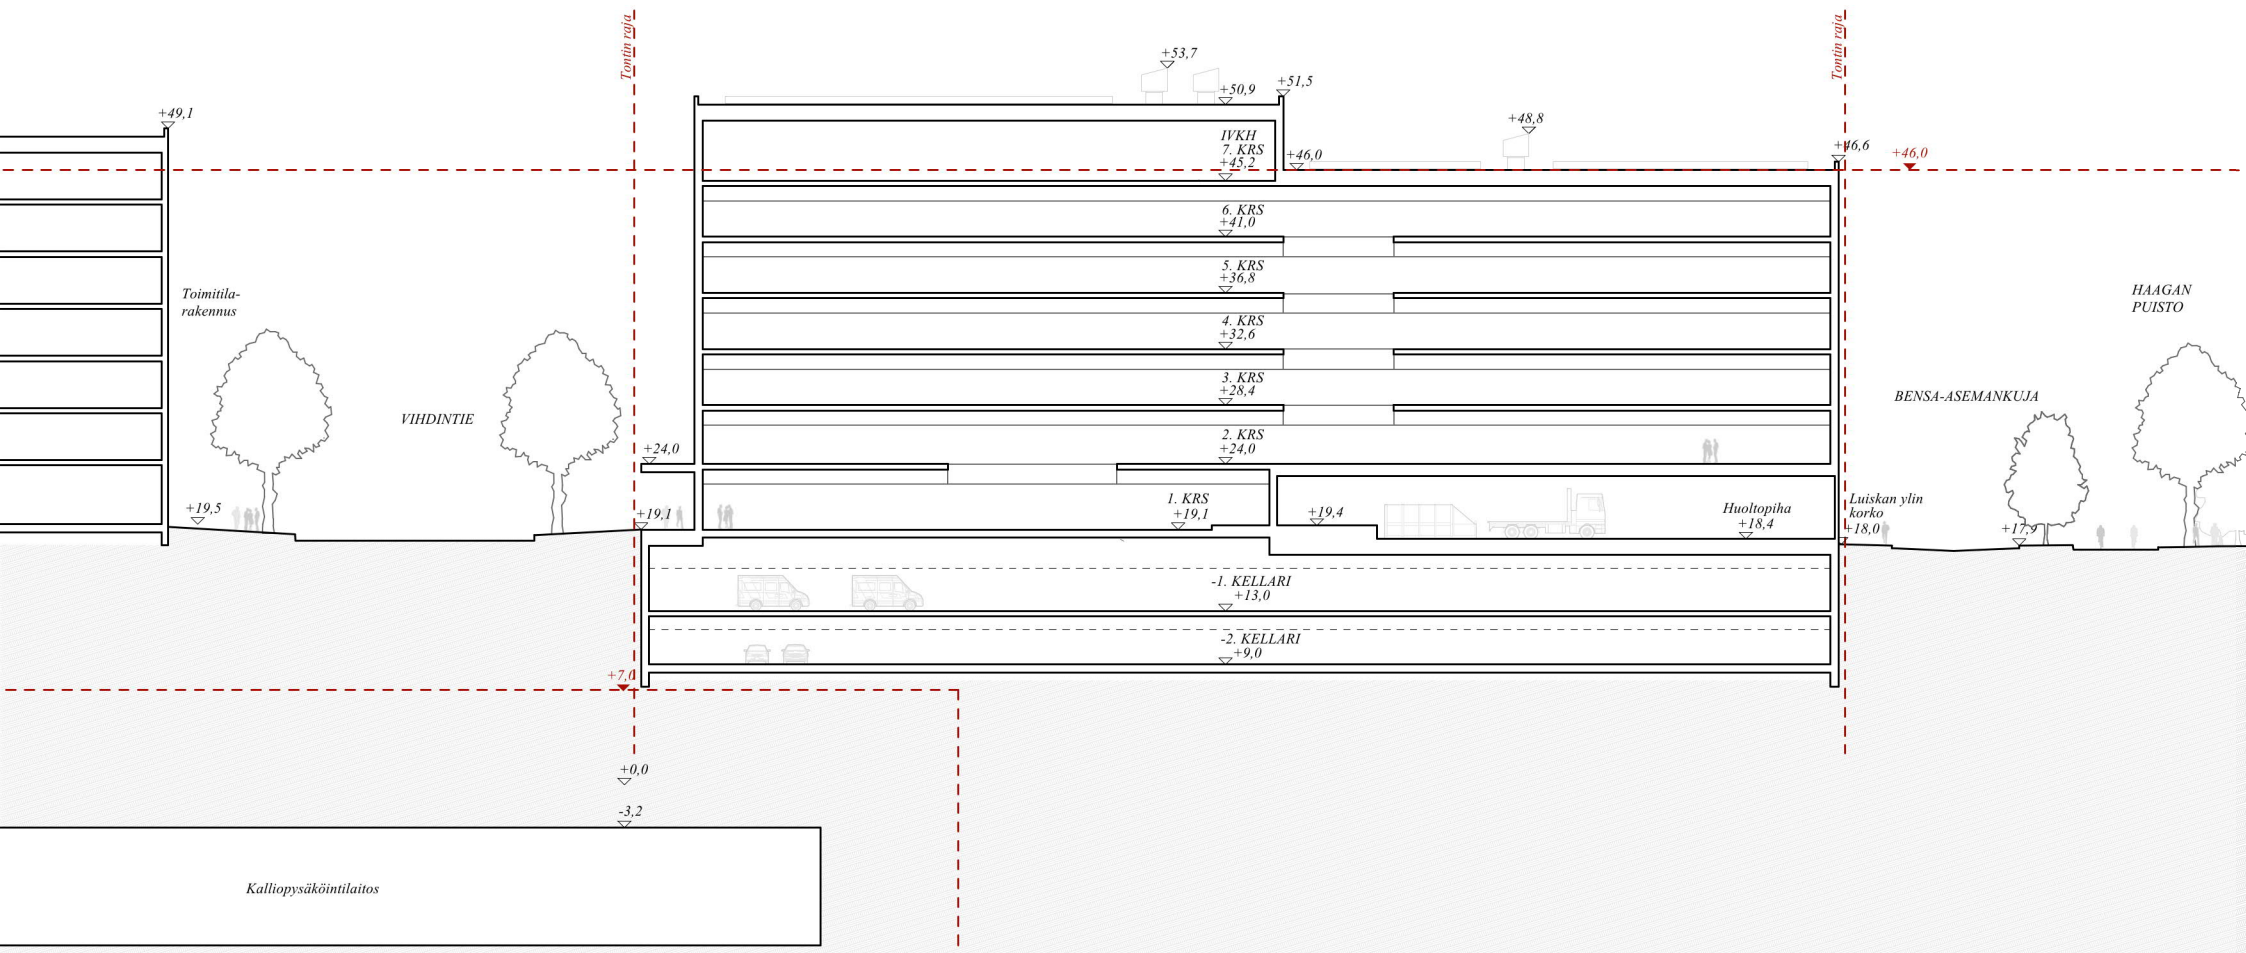 Tontin raja
Tontin raja
+53,7
+50,9
+51,5
+49,1
+48,8
IVKH
7. KRS
+45,2
+46,0
+46,6
+46,0
6. KRS
+41,0
5. KRS
+36,8
Toimitila-
rakennus
HAAGAN
PUISTO
4. KRS
+32,6
3. KRS
+28,4
BENSA-ASEMANKUJA
VIHDINTIE
2. KRS
+24,0
+24,0
1. KRS
+19,1
+19,5
+19,1
+19,4
Huoltopiha
+18,4
Luiskan ylin
korko
+18,0
+17,9
-1. KELLARI
+13,0
-2. KELLARI
+9,0
+7,0
+0,0
-3,2
Kalliopysäköintilaitos